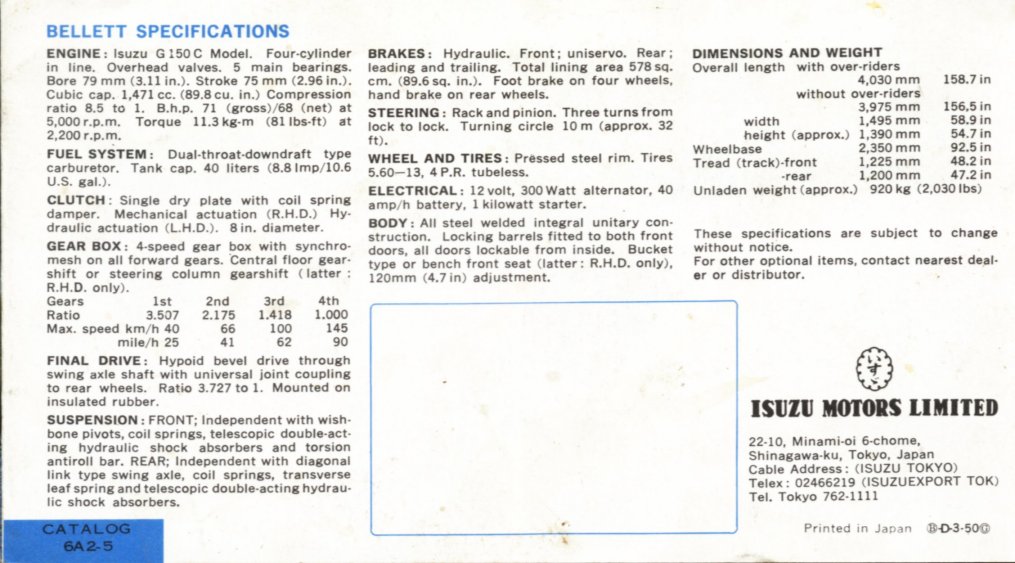 BELLETT SPECIFICATIONS
ENGINE: Isuzu G150C Model. Four-cylinder
in line. Overhead valves. 5 main bearings.
Bore 79 mm (3.11 in.). Stroke 75 mm (2.96 in.).
Cubic cap. 1,471 cc. (89.8 cu. in.) Compression
ratio 8.5 to 1. B.h.p. 71 (gross)/68 (net) at
5,000 r.p.m. Torque 11.3 kg-m (81 lbs-ft) at
2,200 r.p.m.
FUEL SYSTEM: Dual-throat-downdraft type
carburetor. Tank cap. 40 liters (8.8 Imp/10.6
U.S. gal.).
CLUTCH: Single dry plate with coil spring
damper. Mechanical actuation (R.H.D.) Hy-
draulic actuation (L.H.D.). 8 in. diameter.
GEAR BOX: 4-speed gear box with synchro-
mesh on all forward gears. Central floor gear-
shift or steering column gearshift (latter:
R.H.D. only).
Gears 1st 2nd 3rd 4th
Ratio 3.507 2.175 1.418 1.000
Max. speed km/h 40 66 100 145
mile/h 25 41 62 90
FINAL DRIVE: Hypoid bevel drive through
swing axle shaft with universal joint coupling
to rear wheels. Ratio 3.727 to 1. Mounted on
insulated rubber.
SUSPENSION: FRONT; Independent with wish-
bone pivots, coil springs, telescopic double-act-
ing hydraulic shock absorbers and torsion
antiroll bar. REAR; Independent with diagonal
link type swing axle, coil springs, transverse
leaf spring and telescopic double-acting hydrau-
lic shock absorbers.
CATALOG
6A2-5
BRAKES: Hydraulic. Front; uniservo. Rear;
leading and trailing. Total lining area 578 sq.
cm. (89.6 sq. in.). Foot brake on four wheels,
hand brake on rear wheels.
STEERING: Rack and pinion. Three turns from
lock to lock. Turning circle 10 m (approx. 32
ft).
WHEEL AND TIRES: Pressed steel rim. Tires
5.60—13, 4 P.R. tubeless.
ELECTRICAL: 12 volt, 300 Watt alternator, 40
amp/h battery, 1 kilowatt starter.
BODY: All steel welded integral unitary con-
struction. Locking barrels fitted to both front
doors, all doors lockable from inside. Bucket
type or bench front seat (latter: R.H.D. only),
120mm (4.7 in) adjustment.
DIMENSIONS AND WEIGHT
Overall length with over-riders
4,030 mm 158.7 in
without over-riders
3,975 mm 156,5 in
width 1,495 mm 58.9 in
height (approx.) 1,390 mm 54.7 in
Wheelbase 2,350 mm 92.5 in
Tread (track)-front 1,225 mm 48.2 in
-rear 1,200 mm 47.2 in
Unladen weight (approx.) 920 kg (2,030 lbs)
These specifications are subject to change
without notice.
For other optional items, contact nearest deal-
er or distributor.
いすゞ
ISUZU MOTORS LIMITED
22-10, Minami-oi 6-chome,
Shinagawa-ku, Tokyo, Japan
Cable Address: (ISUZU TOKYO)
Telex: 02466219 (ISUZUEXPORT TOK)
Tel. Tokyo 762-1111
Printed in Japan Ⓑ-D-3-50Ⓒ